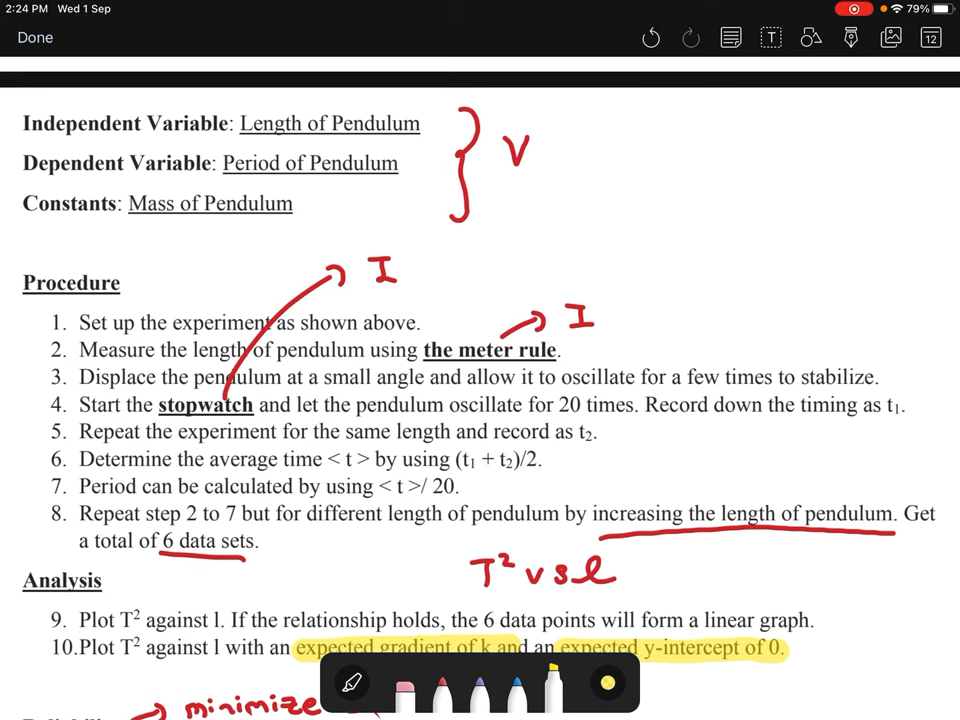 2:24 PM Wed 1 Sep
79%
Done
T
12
Independent Variable: Length of Pendulum
Dependent Variable: Period of Pendulum
V
Constants: Mass of Pendulum
I
Procedure
1. Set up the experiment as shown above.
I
2. Measure the length of pendulum using the meter rule.
3. Displace the pendulum at a small angle and allow it to oscillate for a few times to stabilize.
4. Start the stopwatch and let the pendulum oscillate for 20 times. Record down the timing as t₁.
5. Repeat the experiment for the same length and record as t₂.
6. Determine the average time < t > by using (t₁ + t₂)/2.
7. Period can be calculated by using < t >/ 20.
8. Repeat step 2 to 7 but for different length of pendulum by increasing the length of pendulum. Get
a total of 6 data sets.
T² vs l
Analysis
9. Plot T² against l. If the relationship holds, the 6 data points will form a linear graph.
10. Plot T² against l with an expected gradient of k and an expected y-intercept of 0.
minimize